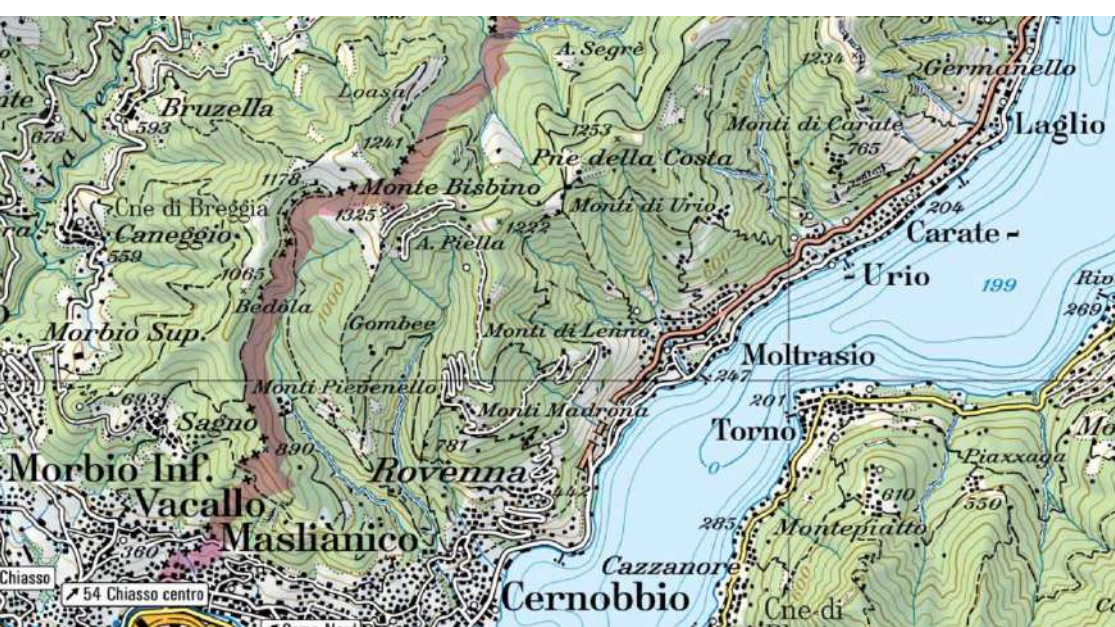 A. Segrè
1234
Germanello
Loasa
Bruzella
593
678
Laglio
1253
Monti di Carate
765
1241
Pne della Costa
1178
Monte Bisbino
1325
Cne di Breggia
Caneggio
559
Monti di Urio
204
Carate-
1222
A. Piella
800
1065
-Urio
199
269
Bedola
1000
Gombee
Morbio Sup.
Monti di Lenno
Moltrasio
247
Monti Pievenello
693
201
Monti Madrona
Torno
Sagno
890
781
0
Piazzaga
Morbio Inf.
Rovenna
442
610
550
Vacallo
285
Montepiatto
Maslianico
360
Cazzanore
Chiasso
↗ 54 Chiasso centro
Cernobbio
Cne di